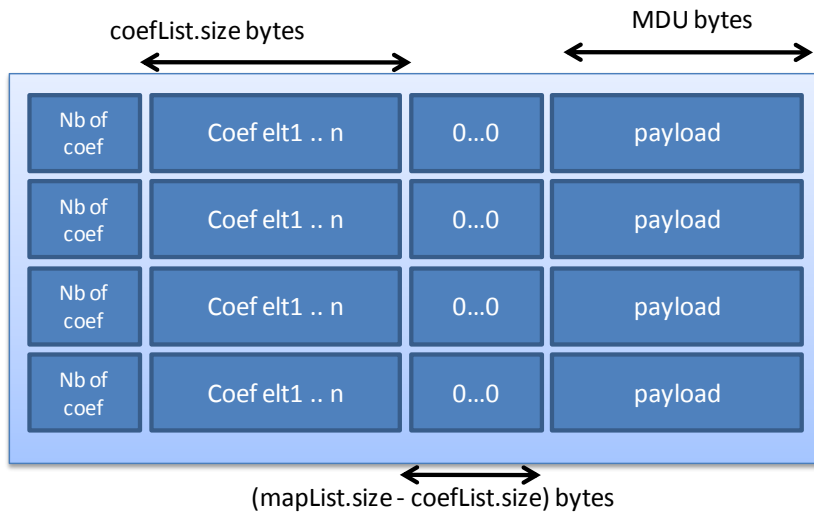 MDU bytes
coefList.size bytes
Nb of
coef
Coef elt1 .. n
0...0
payload
Nb of
coef
Coef elt1 .. n
0...0
payload
Nb of
coef
Coef elt1 .. n
0...0
payload
Nb of
coef
Coef elt1 .. n
0...0
payload
(mapList.size - coefList.size) bytes